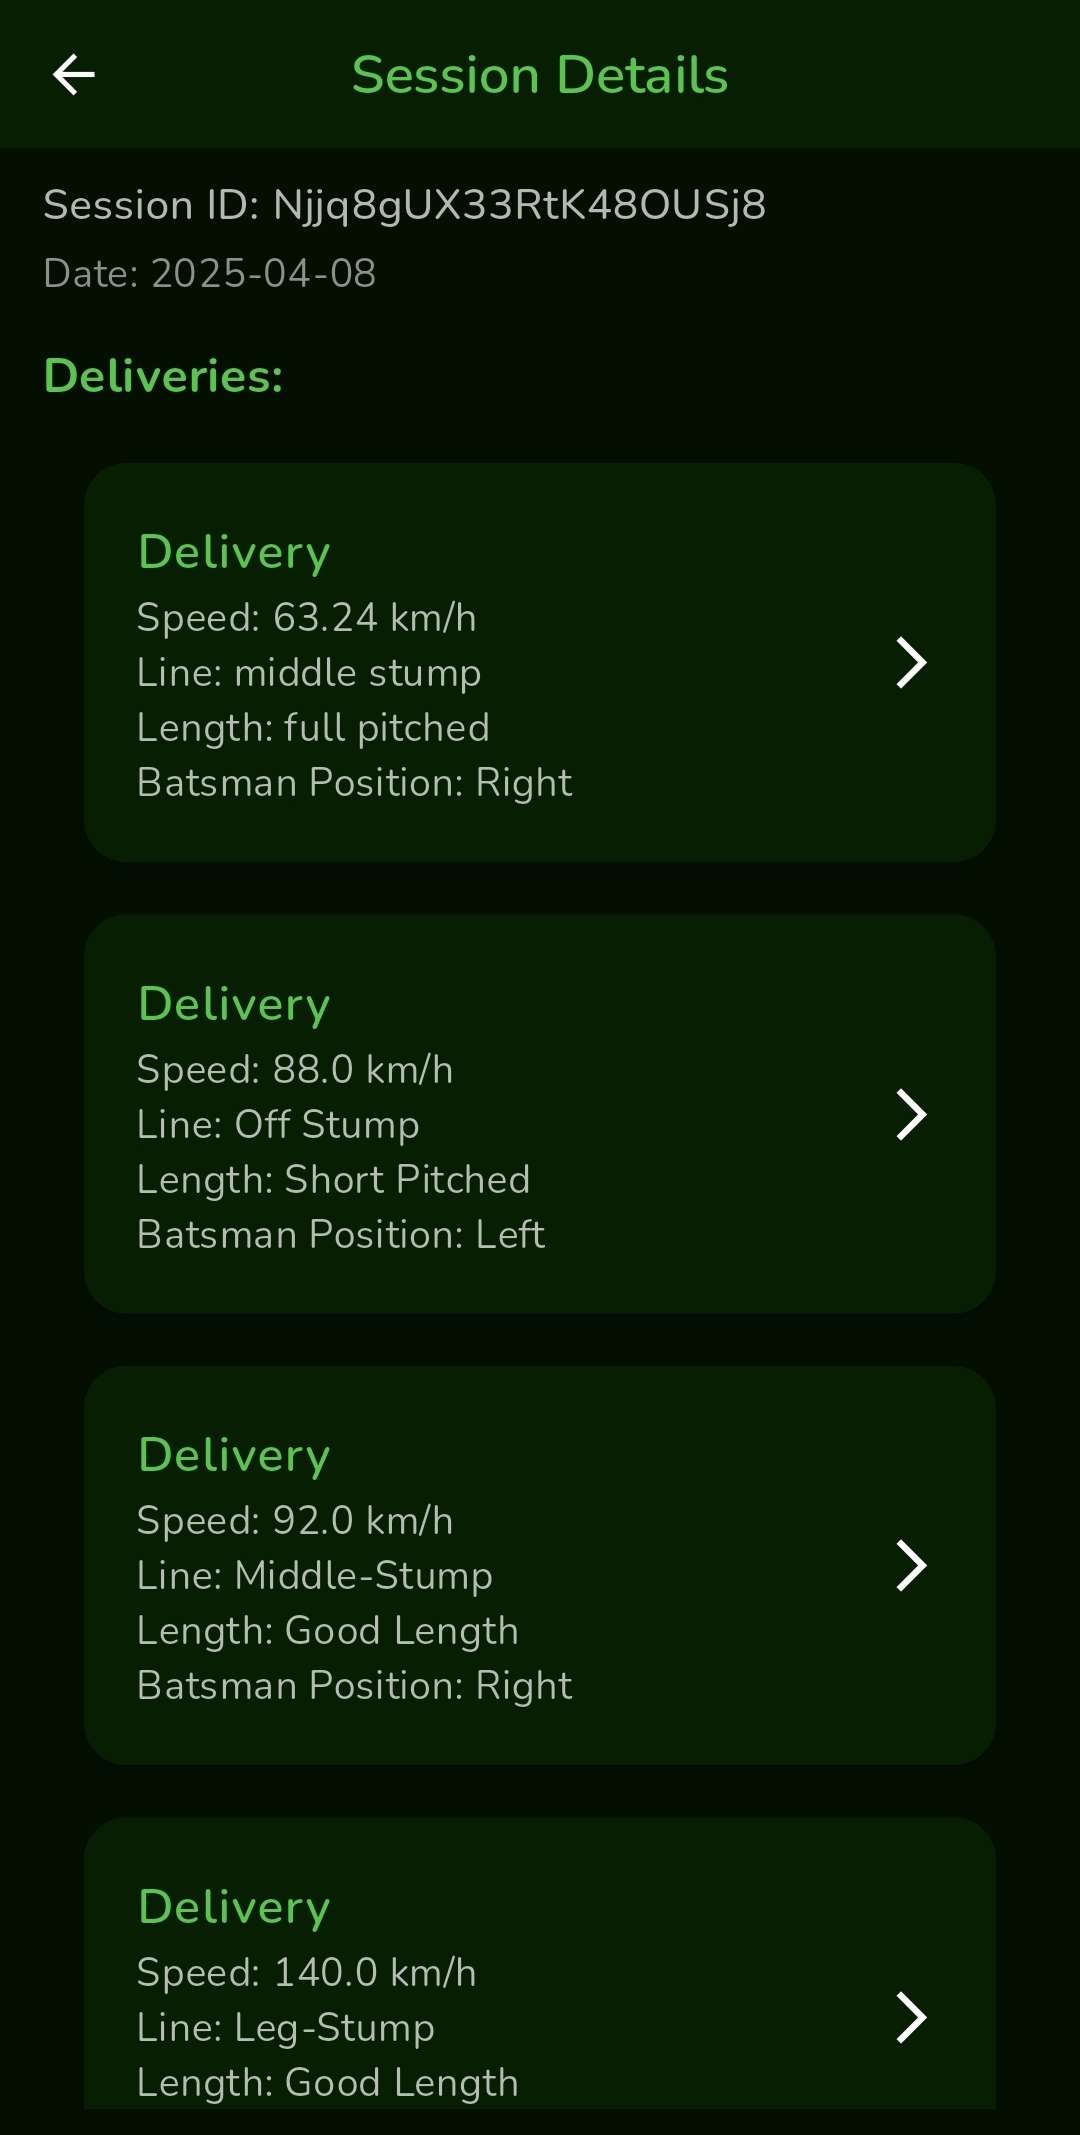 Session Details
Session ID: Njjq8gUX33RtK48OUSj8
Date: 2025-04-08
Deliveries:
Delivery
Speed: 63.24 km/h
Line: middle stump
Length: full pitched
Batsman Position: Right
Delivery
Speed: 88.0 km/h
Line: Off Stump
Length: Short Pitched
Batsman Position: Left
Delivery
Speed: 92.0 km/h
Line: Middle-Stump
Length: Good Length
Batsman Position: Right
Delivery
Speed: 140.0 km/h
Line: Leg-Stump
Length: Good Length